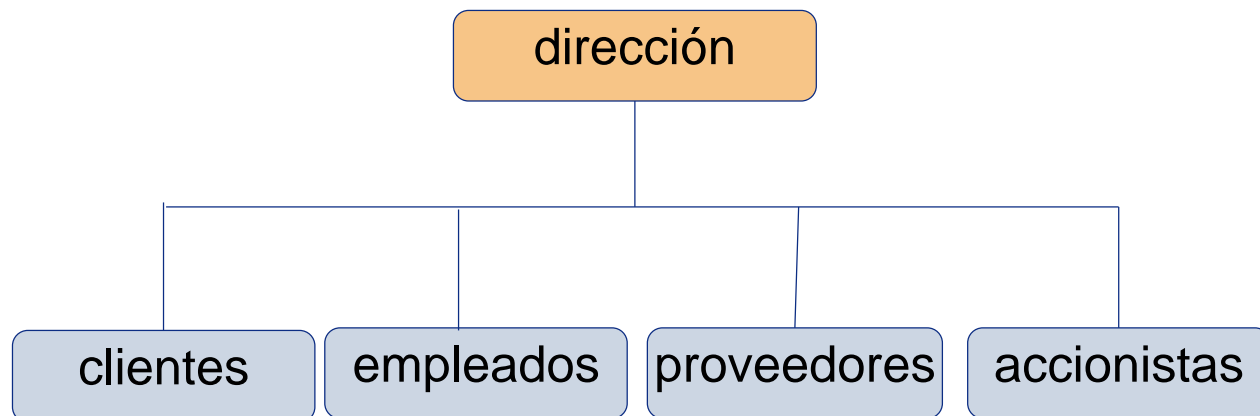 dirección
clientes
empleados
proveedores
accionistas